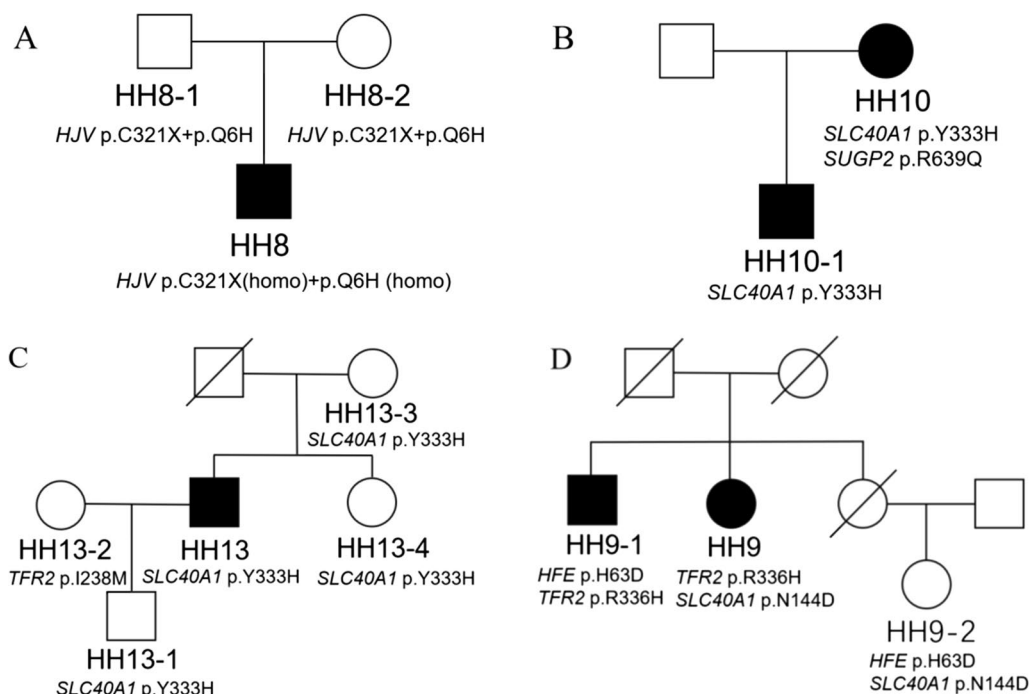 A
HH8-1
HJV p.C321X+p.Q6H
HH8-2
HJV p.C321X+p.Q6H
HH8
HJV p.C321X(homo)+p.Q6H (homo)
B
HH10
SLC40A1 p.Y333H
SUGP2 p.R639Q
HH10-1
SLC40A1 p.Y333H
C
HH13-3
SLC40A1 p.Y333H
HH13-2
TFR2 p.I238M
HH13
SLC40A1 p.Y333H
HH13-4
SLC40A1 p.Y333H
HH13-1
SLC40A1 p.Y333H
D
HH9-1
HFE p.H63D
TFR2 p.R336H
HH9
TFR2 p.R336H
SLC40A1 p.N144D
HH9-2
HFE p.H63D
SLC40A1 p.N144D